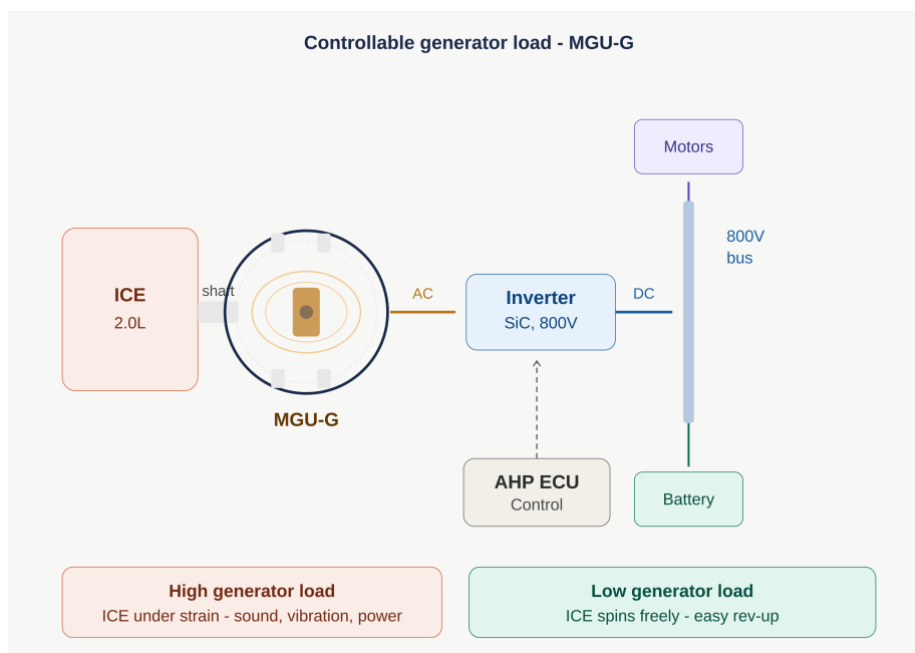 Controllable generator load - MGU-G
Motors
800V
bus
ICE
2.0L
shaft
AC
Inverter
SiC, 800V
DC
MGU-G
AHP ECU
Control
Battery
High generator load
ICE under strain - sound, vibration, power
Low generator load
ICE spins freely - easy rev-up